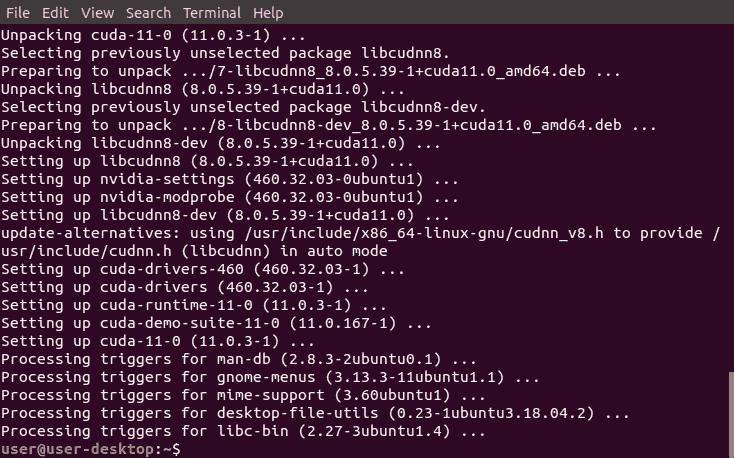 File Edit View Search Terminal Help
Unpacking cuda-11-0 (11.0.3-1) ...
Selecting previously unselected package libcudnn8.
Preparing to unpack .../7-libcudnn8_8.0.5.39-1+cuda11.0_amd64.deb ...
Unpacking libcudnn8 (8.0.5.39-1+cuda11.0) ...
Selecting previously unselected package libcudnn8-dev.
Preparing to unpack .../8-libcudnn8-dev_8.0.5.39-1+cuda11.0_amd64.deb ...
Unpacking libcudnn8-dev (8.0.5.39-1+cuda11.0) ...
Setting up libcudnn8 (8.0.5.39-1+cuda11.0) ...
Setting up nvidia-settings (460.32.03-0ubuntu1) ...
Setting up nvidia-modprobe (460.32.03-0ubuntu1) ...
Setting up libcudnn8-dev (8.0.5.39-1+cuda11.0) ...
update-alternatives: using /usr/include/x86_64-linux-gnu/cudnn_v8.h to provide /
usr/include/cudnn.h (libcudnn) in auto mode
Setting up cuda-drivers-460 (460.32.03-1) ...
Setting up cuda-drivers (460.32.03-1) ...
Setting up cuda-runtime-11-0 (11.0.3-1) ...
Setting up cuda-demo-suite-11-0 (11.0.167-1) ...
Setting up cuda-11-0 (11.0.3-1) ...
Processing triggers for man-db (2.8.3-2ubuntu0.1) ...
Processing triggers for gnome-menus (3.13.3-11ubuntu1.1) ...
Processing triggers for mime-support (3.60ubuntu1) ...
Processing triggers for desktop-file-utils (0.23-1ubuntu3.18.04.2) ...
Processing triggers for libc-bin (2.27-3ubuntu1.4) ...
user@user-desktop:~$